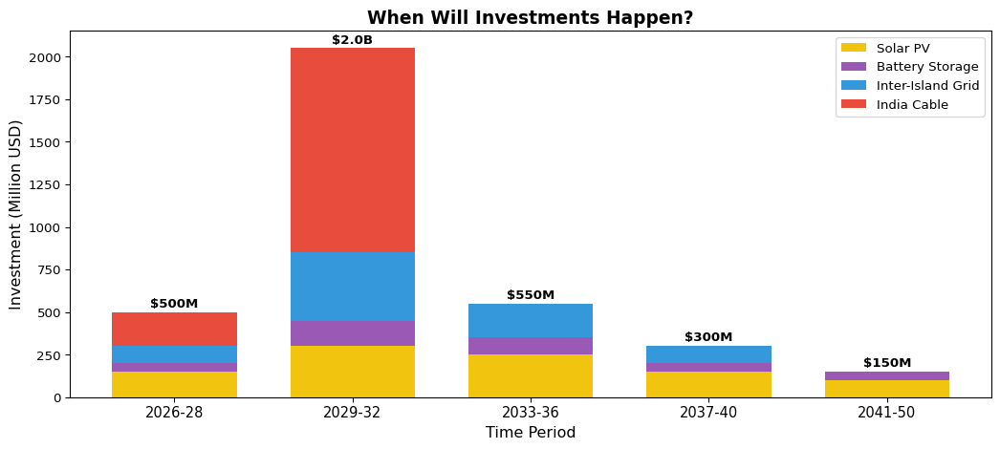 When Will Investments Happen?
Investment (Million USD)
2000
1750
1500
1250
1000
750
500
250
0
$500M
$2.0B
$550M
$300M
$150M
Solar PV
Battery Storage
Inter-Island Grid
India Cable
2026-28
2029-32
2033-36
2037-40
2041-50
Time Period